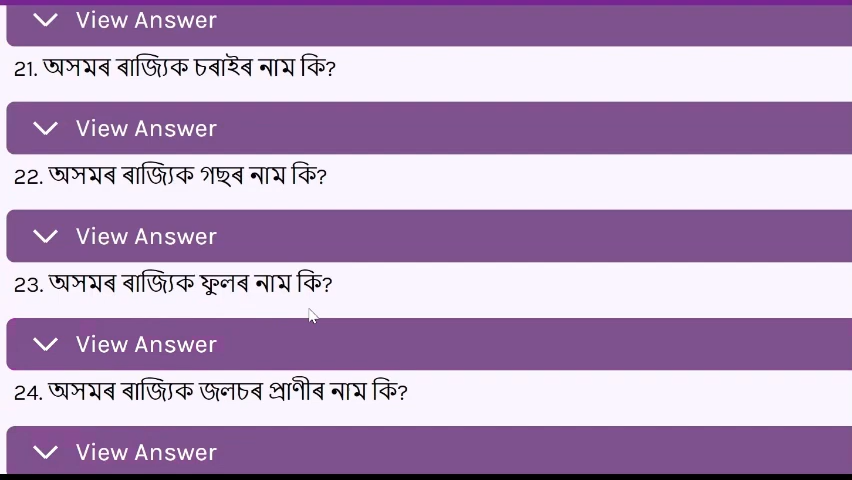 View Answer
21. অসমৰ ৰাজ্যিক চৰাইৰ নাম কি?
View Answer
22. অসমৰ ৰাজ্যিক গছৰ নাম কি?
View Answer
23. অসমৰ ৰাজ্যিক ফুলৰ নাম কি?
View Answer
24. অসমৰ ৰাজ্যিক জলচৰ প্ৰাণীৰ নাম কি?
View Answer